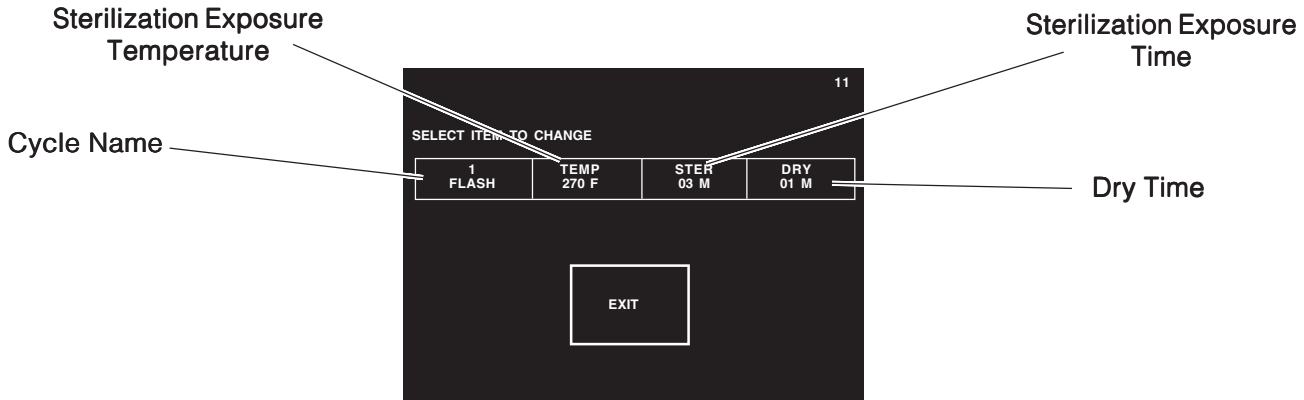 Sterilization Exposure
Temperature
Sterilization Exposure
Time
11
SELECT ITEM TO CHANGE
Cycle Name
1
FLASH
TEMP
270 F
STER
03 M
DRY
01 M
Dry Time
EXIT